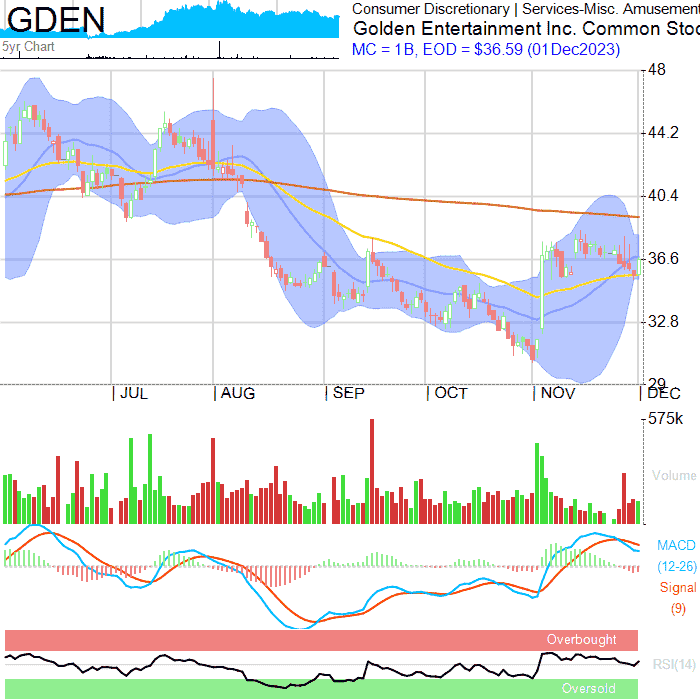 GDEN
5yr Chart
Consumer Discretionary | Services-Misc. Amusement
Golden Entertainment Inc. Common Stoc
MC = 1B, EOD = $36.59 (01Dec2023)
48
44.2
40.4
36.6
32.8
29
JUL
AUG
SEP
OCT
NOV
DEC
575k
Volume
MACD
(12-26)
Signal
(9)
Overbought
RSI(14)
Oversold